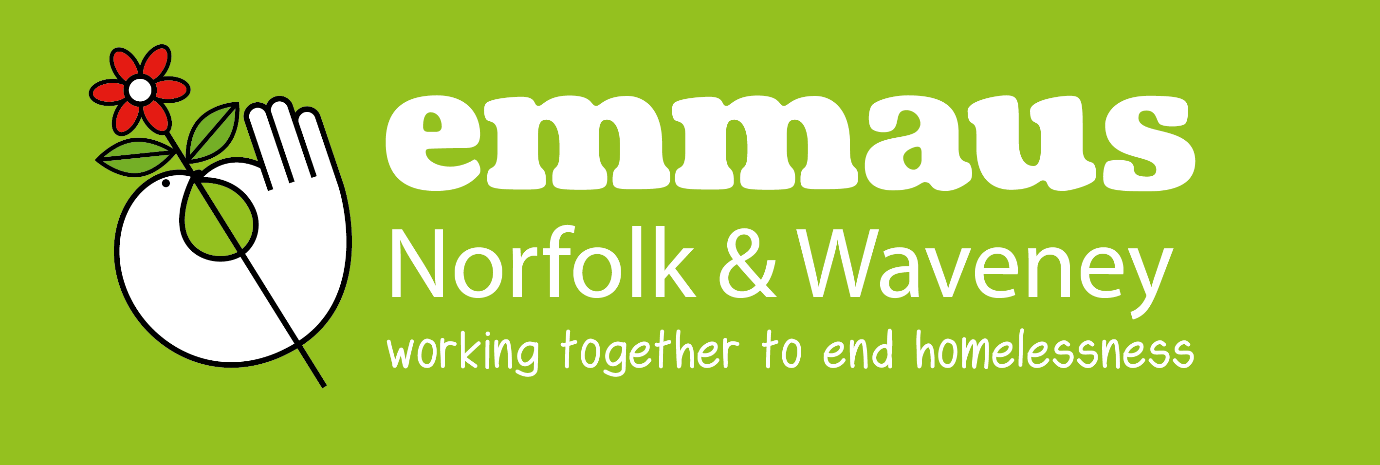 emmaus
Norfolk & Waveney
working together to end homelessness